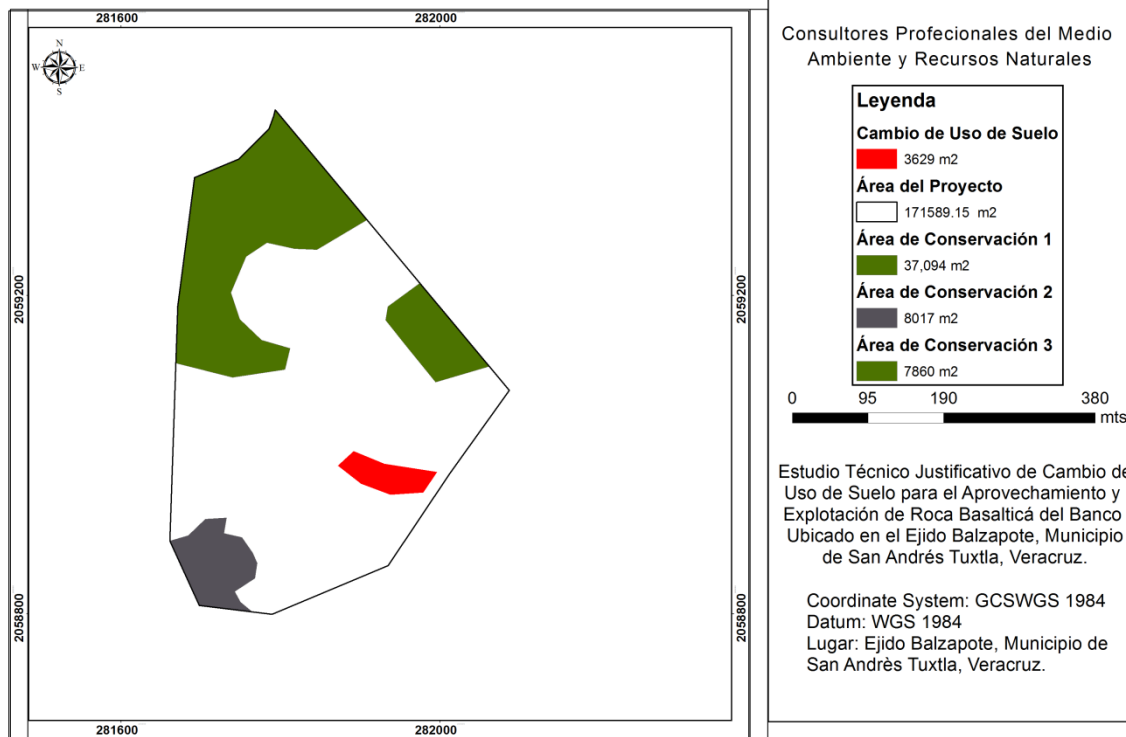 281600
282000
N
W
E
S
2059200
2059200
2058800
2058800
281600
282000
Consultores Profecionales del Medio
Ambiente y Recursos Naturales
Leyenda
Cambio de Uso de Suelo
3629 m2
Área del Proyecto
171589.15 m2
Área de Conservación 1
37,094 m2
Área de Conservación 2
8017 m2
Área de Conservación 3
7860 m2
0 95 190 380
mts
Estudio Técnico Justificativo de Cambio de
Uso de Suelo para el Aprovechamiento y
Explotación de Roca Basalticá del Banco
Ubicado en el Ejido Balzapote, Municipio
de San Andrés Tuxtla, Veracruz.
Coordinate System: GCSWGS 1984
Datum: WGS 1984
Lugar: Ejido Balzapote, Municipio de
San Andrès Tuxtla, Veracruz.